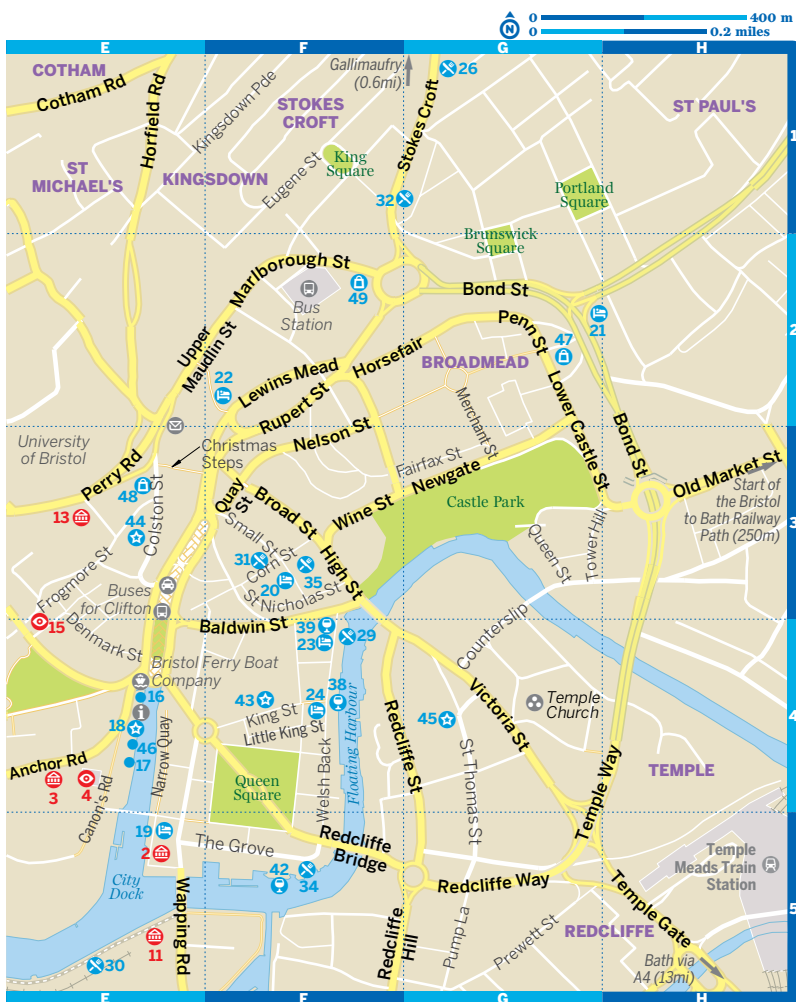 0 400 m
N
0 0.2 miles
E F G H
COTHAM
Cotham Rd
Horfield Rd
Kingsdown Pde
Gallimaufry
(0.6mi)
26
STOKES
CROFT
Stokes Croft
ST PAUL'S
1
ST
MICHAEL'S
KINGSDOWN
Eugene St
King
Square
32
Portland
Square
Brunswick
Square
Marlborough St
49
Bus
Station
Bond St
21
2
Upper
Maudlin St
Penn St
47
Horsefair
BROADMEAD
22
Lewins Mead
Rupert St
Lower Castle St
Merchant St
Bond St
University
of Bristol
Christmas
Steps
Nelson St
Fairfax St
Newgate
Old Market St
Start of
the Bristol
to Bath Railway
Path (250m)
Perry Rd
48
Quay
St
Broad St
Wine St
Castle Park
13
44
Colston St
3
Small St
31
Corn St
35
High St
20
St Nicholas St
Queen St
Tower Hill
Frogmore St
Buses
for Clifton
15
Denmark St
Baldwin St
39
29
23
Counterslip
Bristol Ferry Boat
Company
16
43
24
38
King St
Little King St
18
46
17
45
Victoria St
Temple
Church
4
Redcliffe St
St Thomas St
Anchor Rd
Narrow Quay
Welsh Back
Floating Harbour
Queen
Square
Temple Way
TEMPLE
3
4
Canon's Rd
19
2
The Grove
Redcliffe
Bridge
Temple
Meads Train
Station
City
Dock
42
34
Redcliffe Way
Wapping Rd
Temple Gate
5
11
Redcliffe
Hill
Pump La
Prewett St
REDCLIFFE
30
Bath via
A4 (13mi)
E F G H